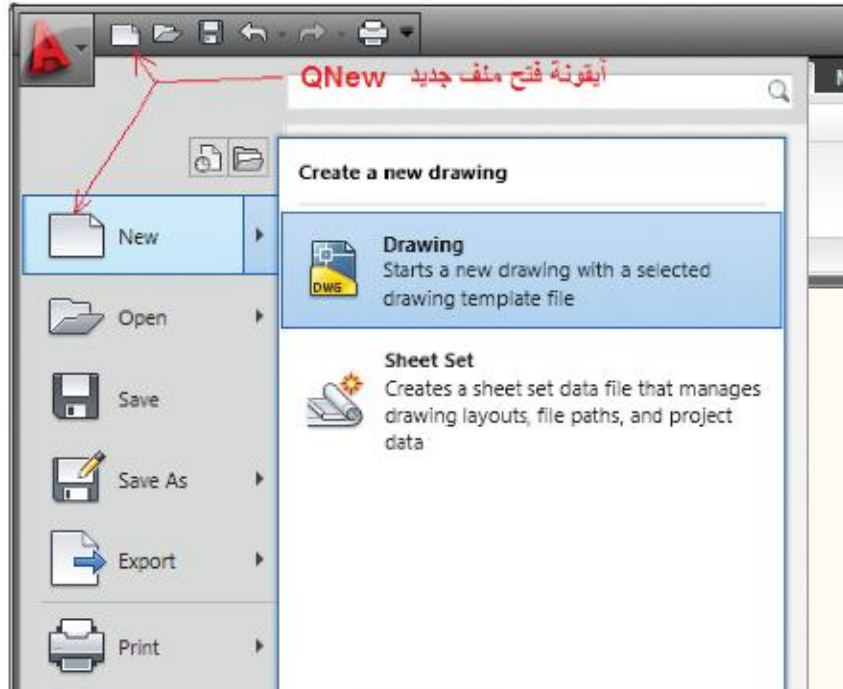 QNew أيقونة فتح ملف جديد
Create a new drawing
New
Drawing
Starts a new drawing with a selected
drawing template file
DWG
Open
Sheet Set
Creates a sheet set data file that manages
drawing layouts, file paths, and project
data
Save
Save As
Export
Print